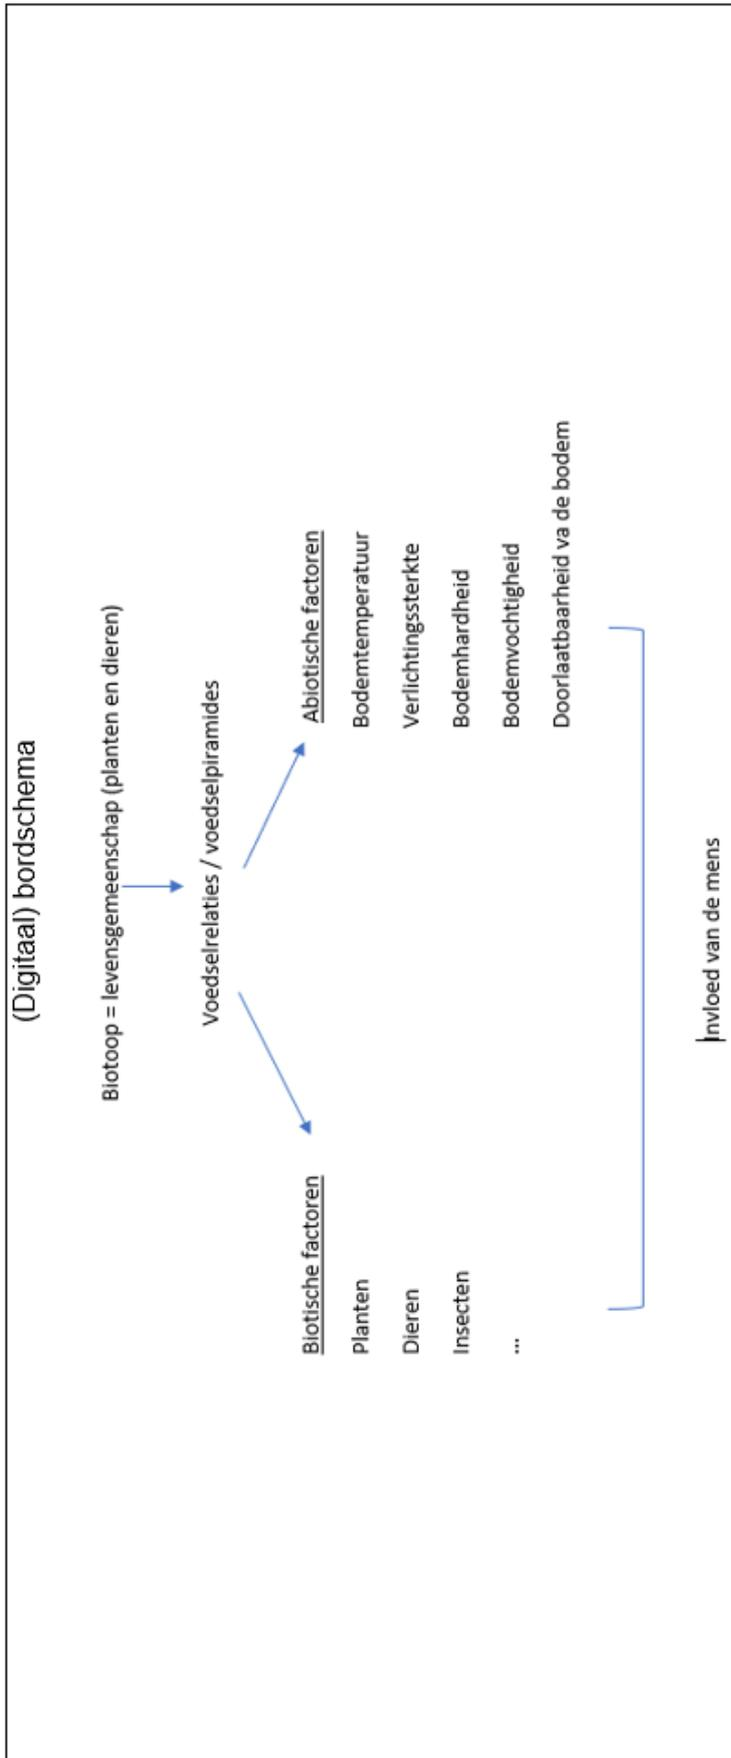 (Digitaal) bordschema
Biotoop = levensgemeenschap (planten en dieren)
Voedselrelaties / voedselpiramides
Biotische factoren
Planten
Dieren
Insecten
...
Abiotische factoren
Bodemtemperatuur
Verlichtingssterkte
Bodemhardheid
Bodemvochtigheid
Doorlaatbaarheid va de bodem
Invloed van de mens